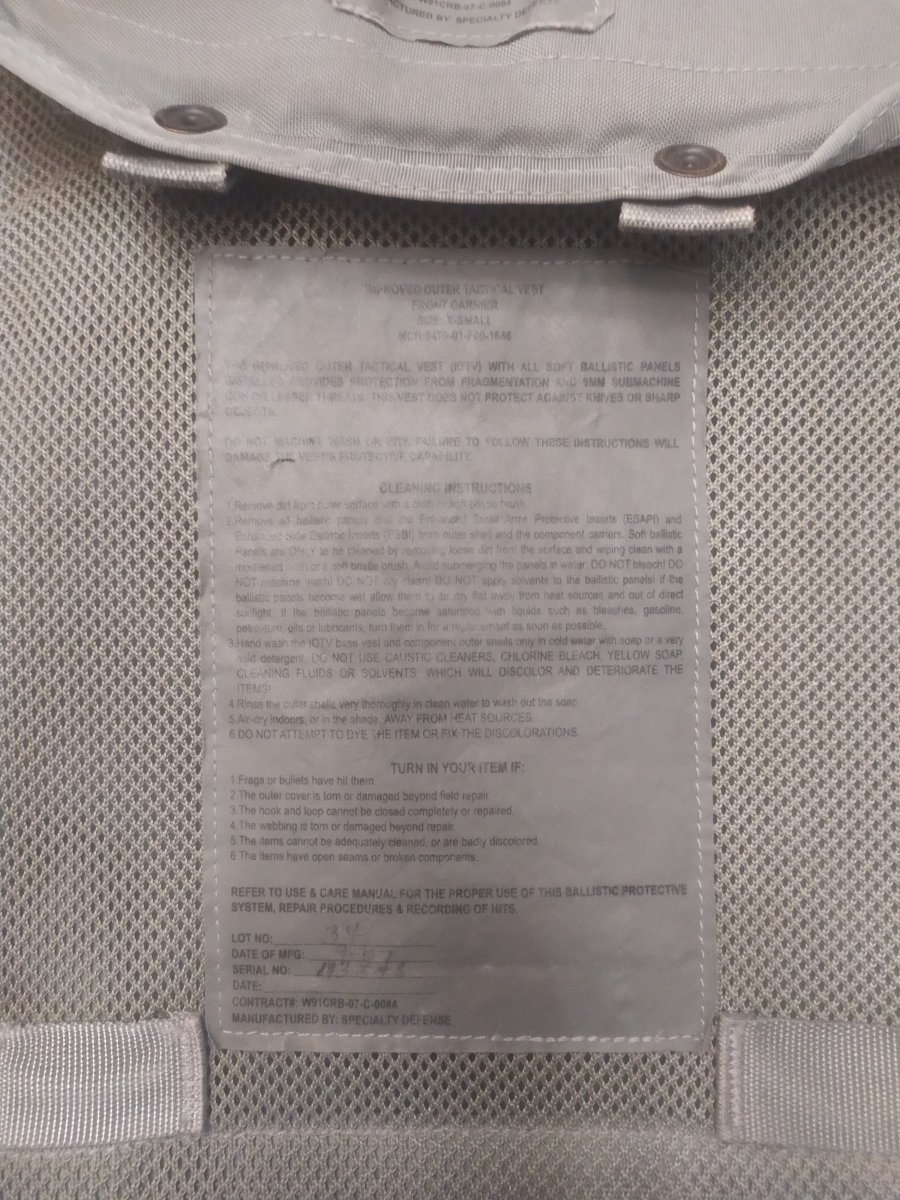 W91CRB-07-C-0084
MANUFACTURED BY: SPECIALTY DEFENSE
IMPROVED OUTER TACTICAL VEST
FRONT CARRIER
SIZE: X-SMALL
THE IMPROVED OUTER TACTICAL VEST (IOTV) WITH ALL SOFT BALLISTIC PANELS
INSTALLED, PROVIDES PROTECTION FROM FRAGMENTATION AND 9MM SUBMACHINE
GUN OR LESSER THREATS. THIS VEST DOES NOT PROTECT AGAINST KNIVES OR SHARP
OBJECTS.
DO NOT MACHINE WASH OR DRY. FAILURE TO FOLLOW THESE INSTRUCTIONS WILL
DAMAGE THE VEST'S PROTECTIVE CAPABILITY.
CLEANING INSTRUCTIONS
1.Remove dirt from outer surface with a cloth or soft bristle brush.
2.Remove all ballistic panels and the Enhanced Small Arms Protective Inserts (ESAPI) and
Enhanced Side Ballistic Inserts (ESBI) from outer shell and the component carriers. Soft ballistic
Panels are ONLY to be cleaned by removing loose dirt from the surface and wiping clean with a
moistened cloth or a soft bristle brush. Avoid submerging the panels in water. DO NOT bleach! DO
NOT machine wash! DO NOT dry clean! DO NOT apply solvents to the ballistic panels! If the
ballistic panels become wet allow them to air dry flat away from heat sources and out of direct
sunlight. If the ballistic panels become saturated with liquids such as bleaches, gasoline,
petroleum, oils or lubricants, turn them in for a replacement as soon as possible.
3.Hand wash the IOTV base vest and component outer shells only in cold water with soap or a very
mild detergent. DO NOT USE CAUSTIC CLEANERS, CHLORINE BLEACH, YELLOW SOAP,
CLEANING FLUIDS OR SOLVENTS, WHICH WILL DISCOLOR AND DETERIORATE THE
ITEMS!
4.Rinse the outer shells very thoroughly in clean water to wash out the soap.
5.Air-dry indoors, or in the shade, AWAY FROM HEAT SOURCES.
6.DO NOT ATTEMPT TO DYE THE ITEM OR FIX THE DISCOLORATIONS.
TURN IN YOUR ITEM IF:
1.Frags or bullets have hit them.
2.The outer cover is torn or damaged beyond field repair.
3.The hook and loop cannot be closed completely or repaired.
4.The webbing is torn or damaged beyond repair.
5.The items cannot be adequately cleaned, or are badly discolored.
6.The items have open seams or broken components.
REFER TO USE & CARE MANUAL FOR THE PROPER USE OF THIS BALLISTIC PROTECTIVE
SYSTEM, REPAIR PROCEDURES & RECORDING OF HITS.
LOT NO: 34
DATE OF MFG:
SERIAL NO:
DATE:
CONTRACT#: W91CRB-07-C-0084
MANUFACTURED BY: SPECIALTY DEFENSE